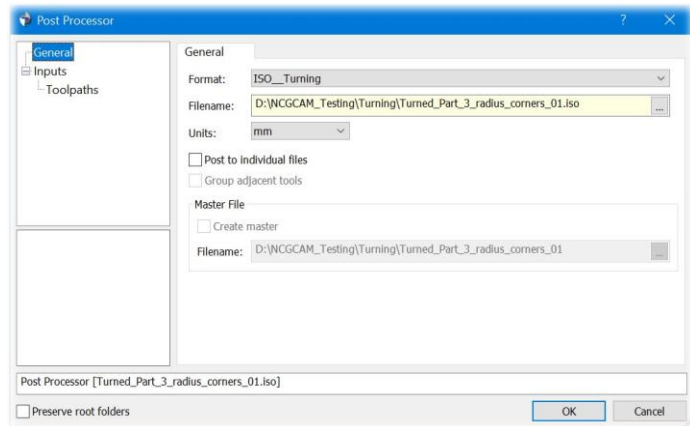 Post Processor
General
Inputs
Toolpaths
General
Format: ISO__Turning
Filename: D:\NCGCAM_Testing\Turning\Turned_Part_3_radius_corners_01.iso ...
Units: mm
Post to individual files
Group adjacent tools
Master File
Create master
Filename: D:\NCGCAM_Testing\Turning\Turned_Part_3_radius_corners_01 ...
Post Processor [Turned_Part_3_radius_corners_01.iso]
Preserve root folders OK Cancel